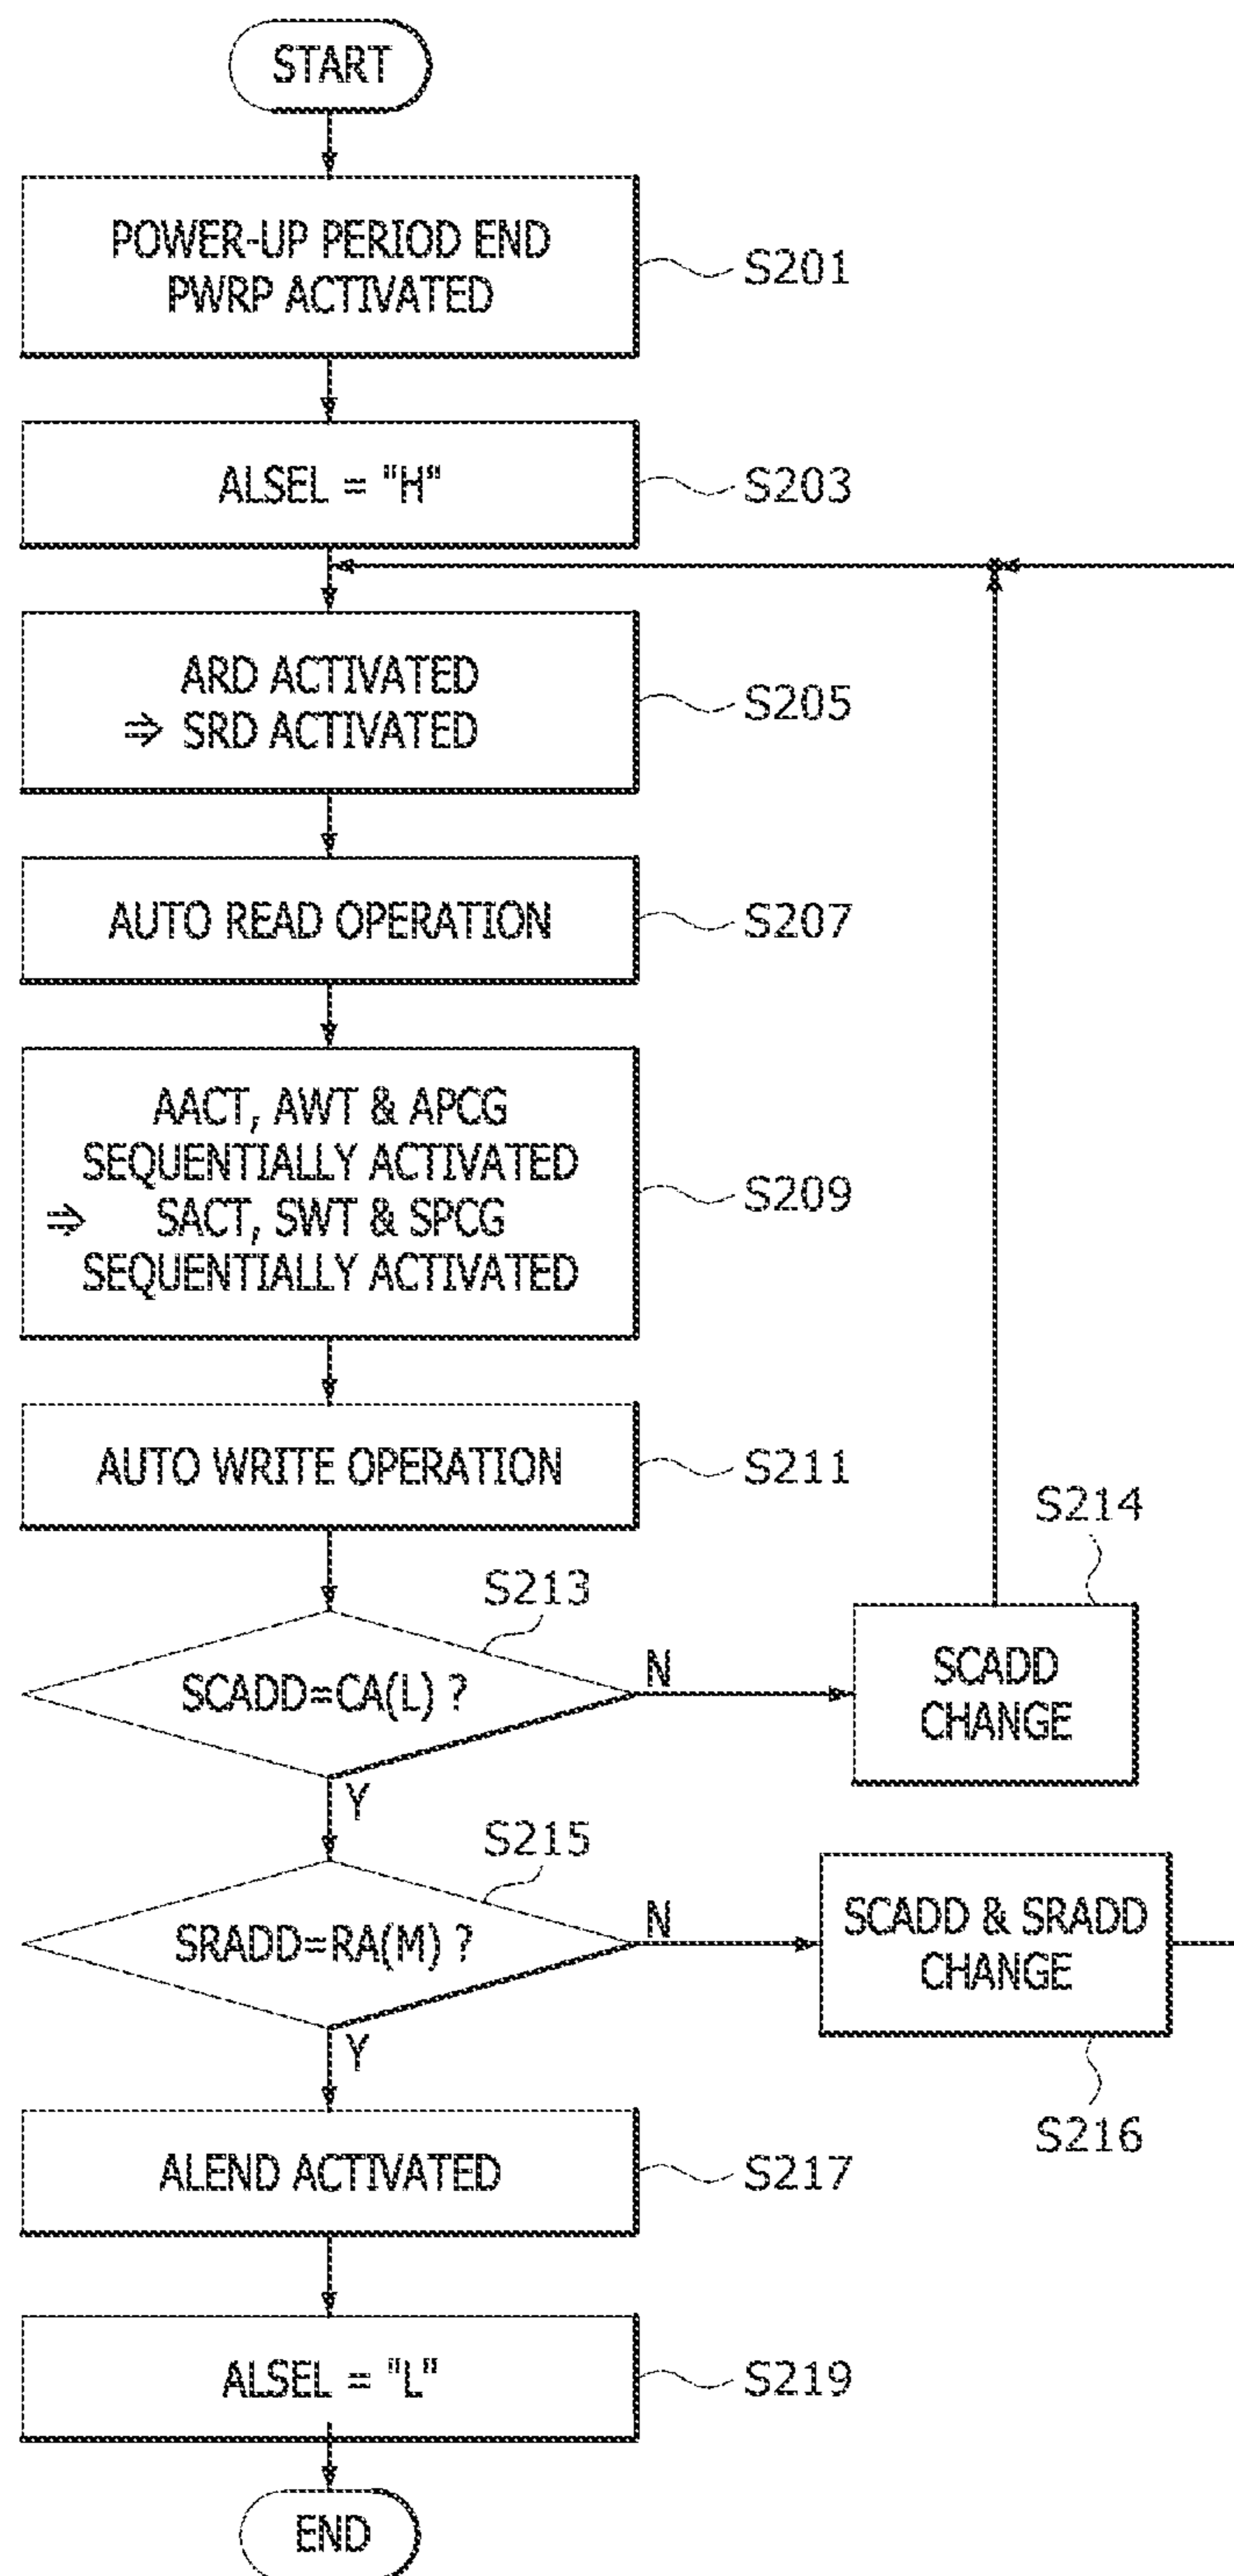 START
POWER-UP PERIOD END
PWRP ACTIVATED
S201
ALSEL = "H"
S203
ARD ACTIVATED
⇒ SRD ACTIVATED
S205
AUTO READ OPERATION
S207
AACT, AWT & APCG
SEQUENTIALLY ACTIVATED
⇒ SACT, SWT & SPCG
SEQUENTIALLY ACTIVATED
S209
AUTO WRITE OPERATION
S211
S213
SCADD=CA(L) ?
N
Y
S214
SCADD
CHANGE
S215
SRADD=RA(M) ?
N
Y
SCADD & SRADD
CHANGE
S216
ALEND ACTIVATED
S217
ALSEL = "L"
S219
END